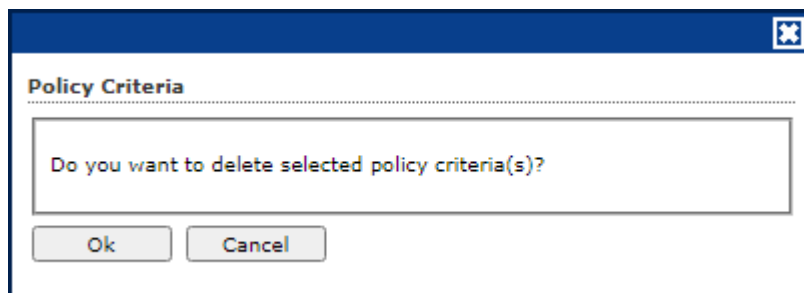 Policy Criteria
Do you want to delete selected policy criteria(s)?
Ok
Cancel